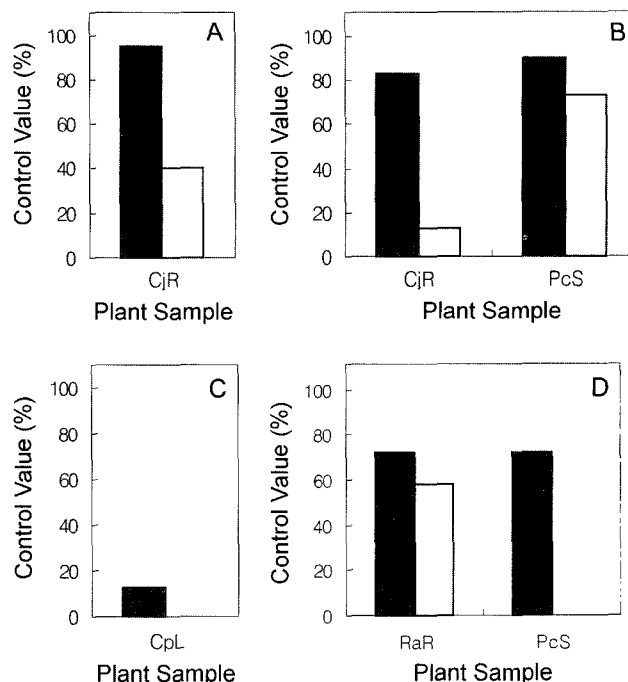 A
Control Value (%)
100
80
60
40
20
0
CjR
Plant Sample
B
Control Value (%)
100
80
60
40
20
0
CjR PcS
Plant Sample
C
Control Value (%)
100
80
60
40
20
0
CpL
Plant Sample
D
Control Value (%)
100
80
60
40
20
0
RaR PcS
Plant Sample